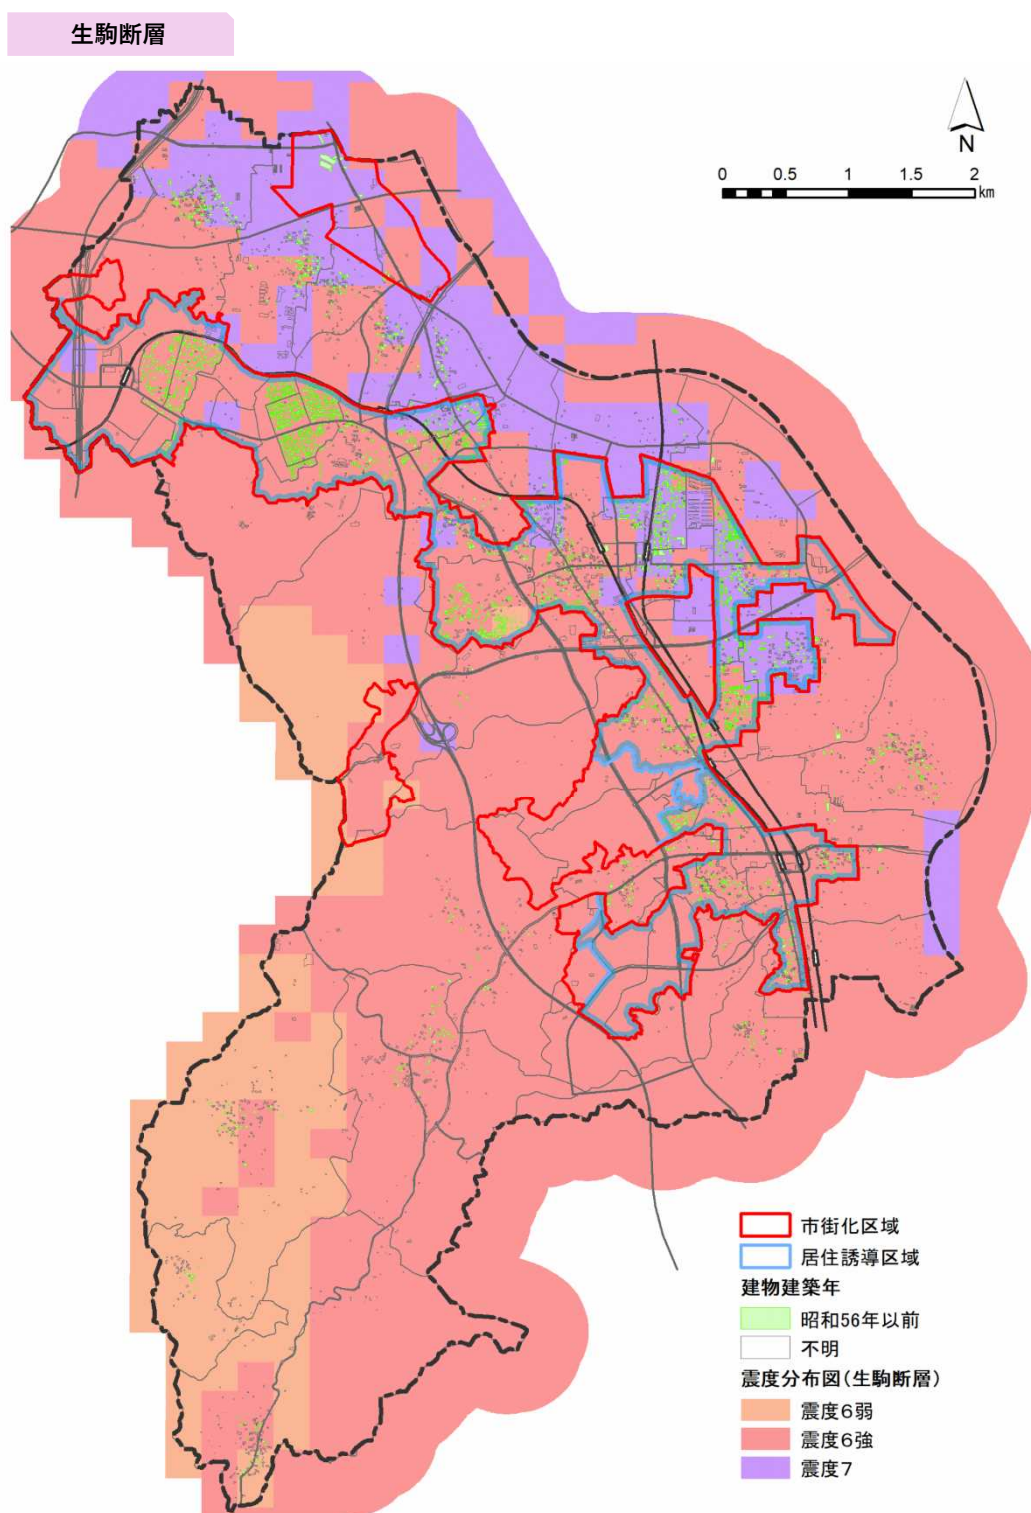 生駒断層
N
0 0.5 1 1.5 2
km
市街化区域
居住誘導区域
建物建築年
昭和56年以前
不明
震度分布図(生駒断層)
震度6弱
震度6強
震度7